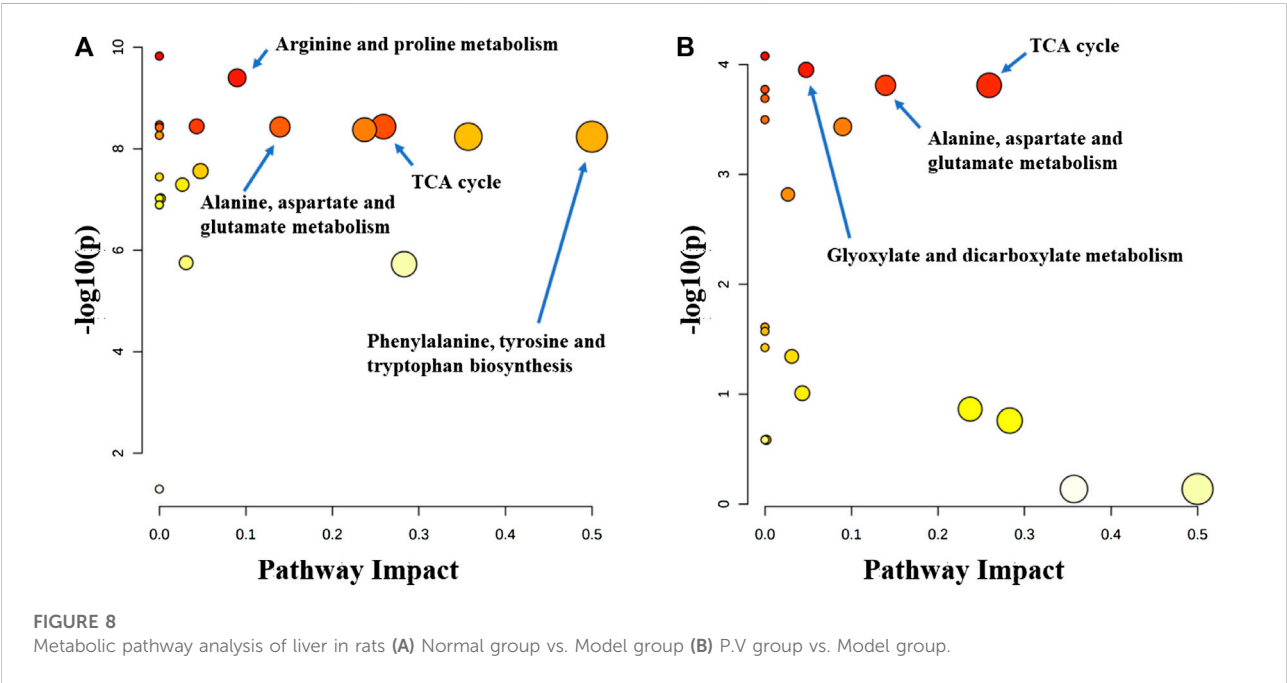 A
Arginine and proline metabolism
10
8
6
4
2
-log10(p)
Alanine, aspartate and
glutamate metabolism
TCA cycle
Phenylalanine, tyrosine and
tryptophan biosynthesis
0.0 0.1 0.2 0.3 0.4 0.5
Pathway Impact
B
TCA cycle
4
3
2
1
0
-log10(p)
Alanine, aspartate and
glutamate metabolism
Glyoxylate and dicarboxylate metabolism
0.0 0.1 0.2 0.3 0.4 0.5
Pathway Impact
FIGURE 8
Metabolic pathway analysis of liver in rats (A) Normal group vs. Model group (B) P.V group vs. Model group.